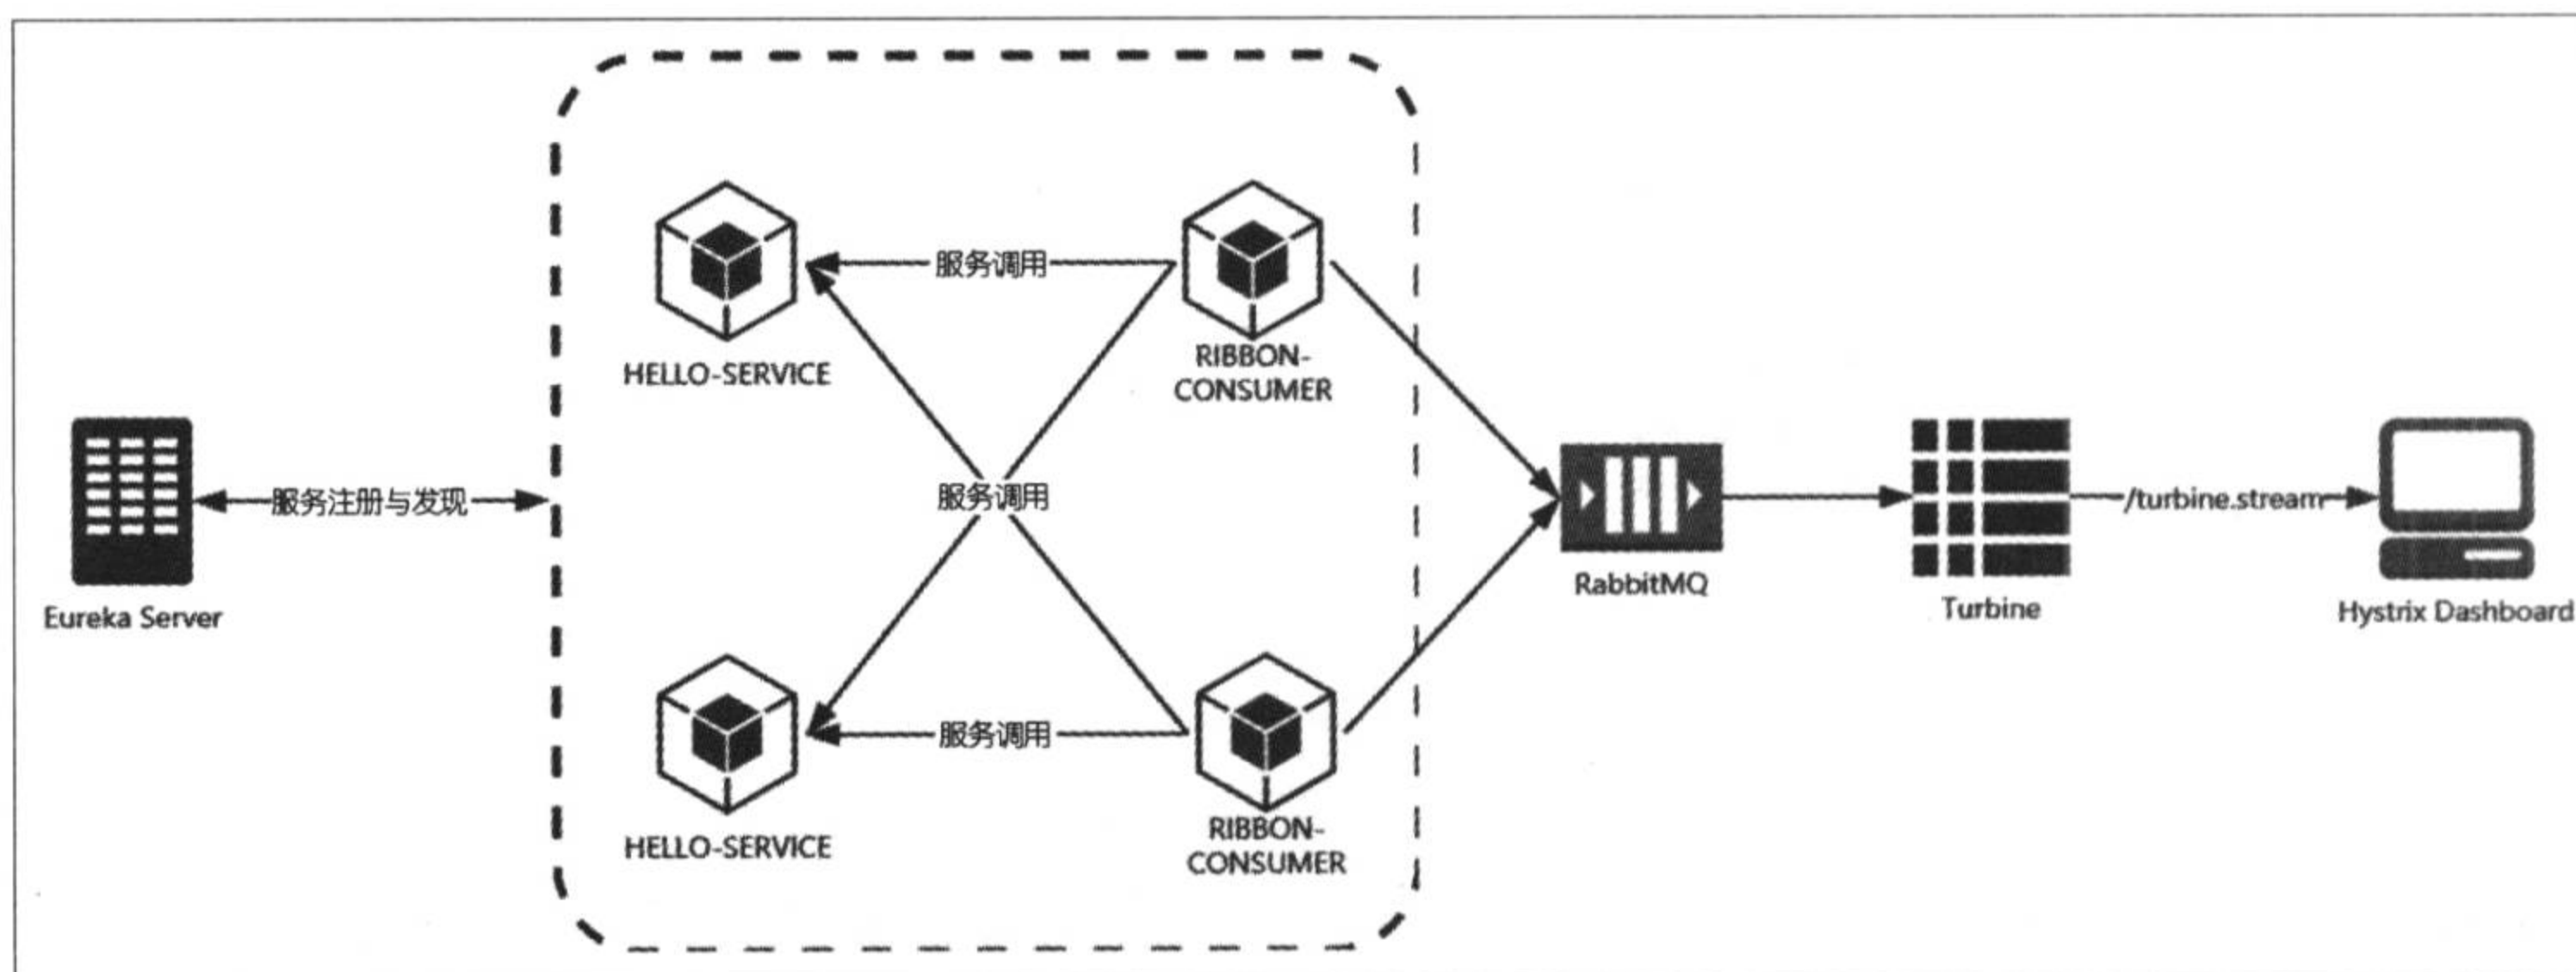 服务调用
HELLO-SERVICE
RIBBON-
CONSUMER
服务注册与发现
Eureka Server
服务调用
RabbitMQ
Turbine
/turbine.stream
Hystrix Dashboard
服务调用
HELLO-SERVICE
RIBBON-
CONSUMER